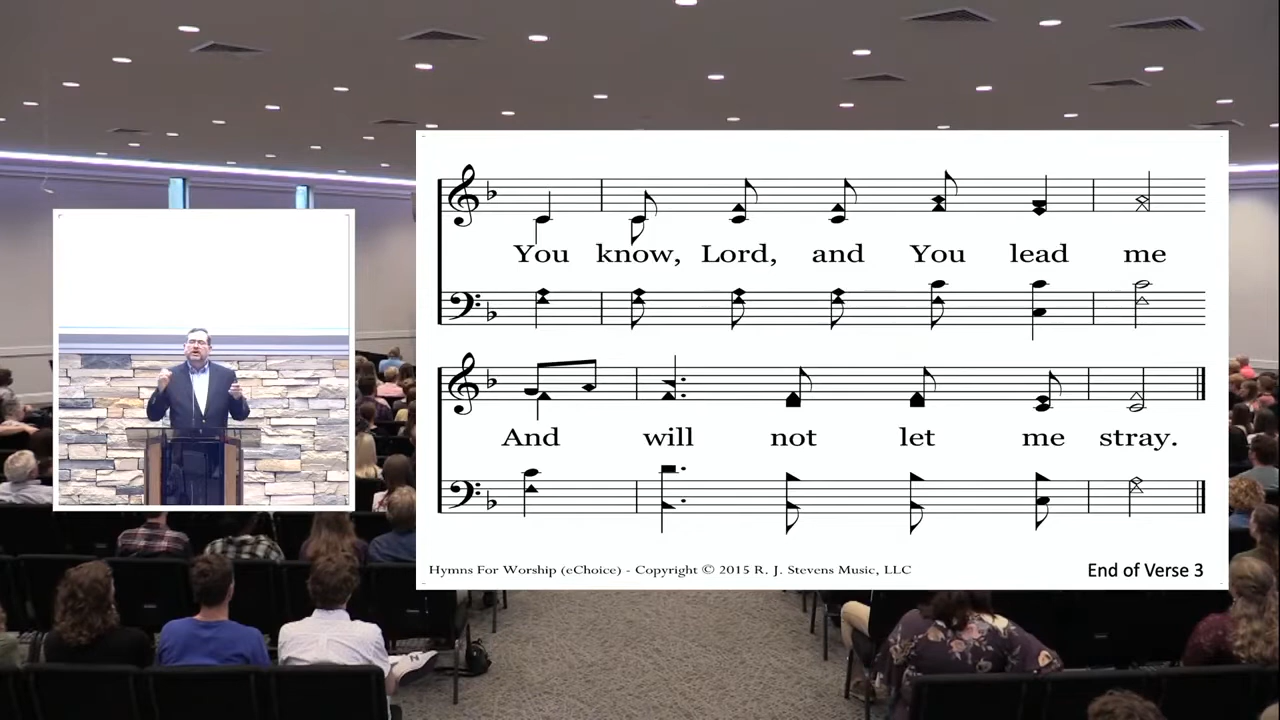 You know, Lord, and You lead me
And will not let me stray.
Hymns For Worship (eChoice) - Copyright © 2015 R. J. Stevens Music, LLC
End of Verse 3